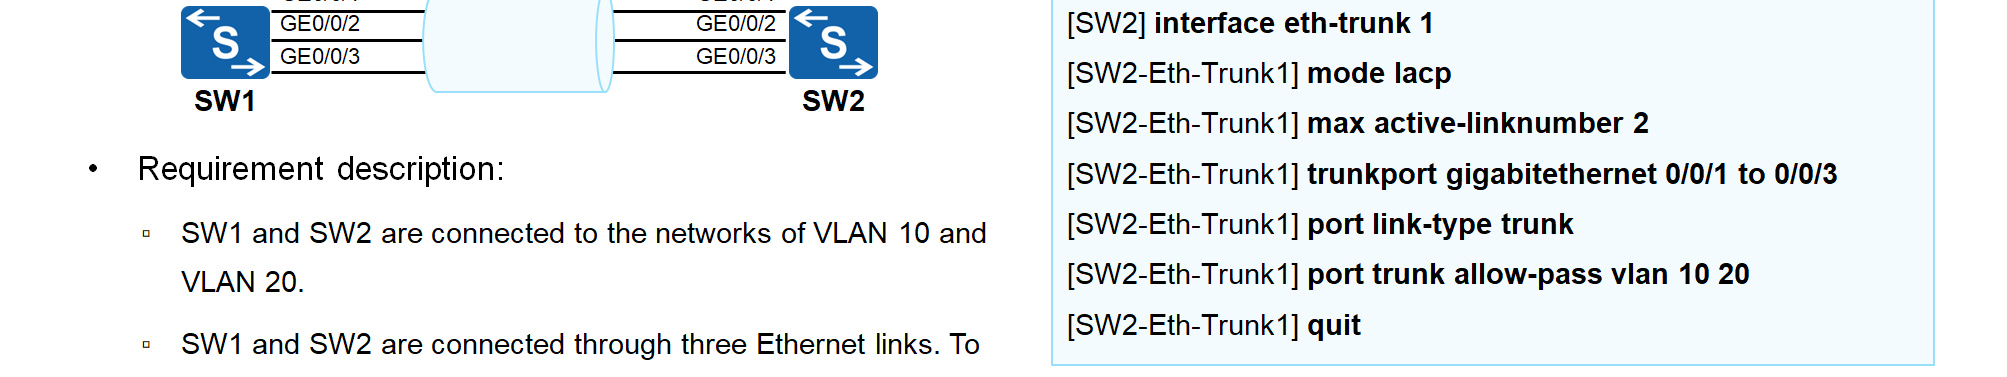 GE0/0/2 GE0/0/2
GE0/0/3 GE0/0/3
SW1 SW2
• Requirement description:
▫ SW1 and SW2 are connected to the networks of VLAN 10 and
VLAN 20.
▫ SW1 and SW2 are connected through three Ethernet links. To
[SW2] interface eth-trunk 1
[SW2-Eth-Trunk1] mode lacp
[SW2-Eth-Trunk1] max active-linknumber 2
[SW2-Eth-Trunk1] trunkport gigabitethernet 0/0/1 to 0/0/3
[SW2-Eth-Trunk1] port link-type trunk
[SW2-Eth-Trunk1] port trunk allow-pass vlan 10 20
[SW2-Eth-Trunk1] quit